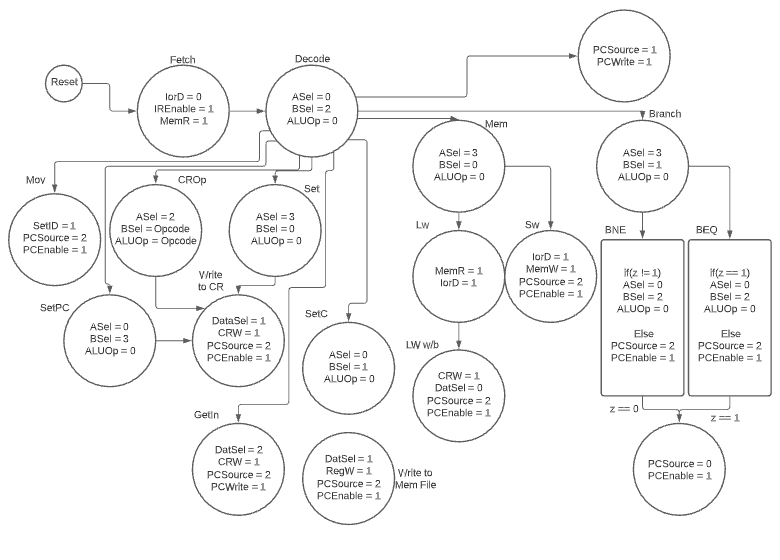 Reset
Fetch
IorD = 0
IREnable = 1
MemR = 1
Decode
ASel = 0
BSel = 2
ALUOp = 0
PCSource = 1
PCWrite = 1
Mem
ASel = 3
BSel = 0
ALUOp = 0
Branch
ASel = 3
BSel = 1
ALUOp = 0
Mov
SetID = 1
PCSource = 2
PCEnable = 1
CROp
ASel = 2
BSel = Opcode
ALUOp = Opcode
Set
ASel = 3
BSel = 0
ALUOp = 0
Lw
MemR = 1
IorD = 1
Sw
IorD = 1
MemW = 1
PCSource = 2
PCEnable = 1
BNE
if(z != 1)
ASel = 0
BSel = 2
ALUOp = 0
Else
PCSource = 2
PCEnable = 1
BEQ
if(z == 1)
ASel = 0
BSel = 2
ALUOp = 0
Else
PCSource = 2
PCEnable = 1
SetPC
ASel = 0
BSel = 3
ALUOp = 0
Write
to CR
DataSel = 1
CRW = 1
PCSource = 2
PCEnable = 1
SetC
ASel = 0
BSel = 1
ALUOp = 0
LW w/b
CRW = 1
DatSel = 0
PCSource = 2
PCEnable = 1
z == 0
z == 1
GetIn
DatSel = 2
CRW = 1
PCSource = 2
PCWrite = 1
DatSel = 1
RegW = 1
PCSource = 2
PCEnable = 1
Write to
Mem File
PCSource = 0
PCEnable = 1